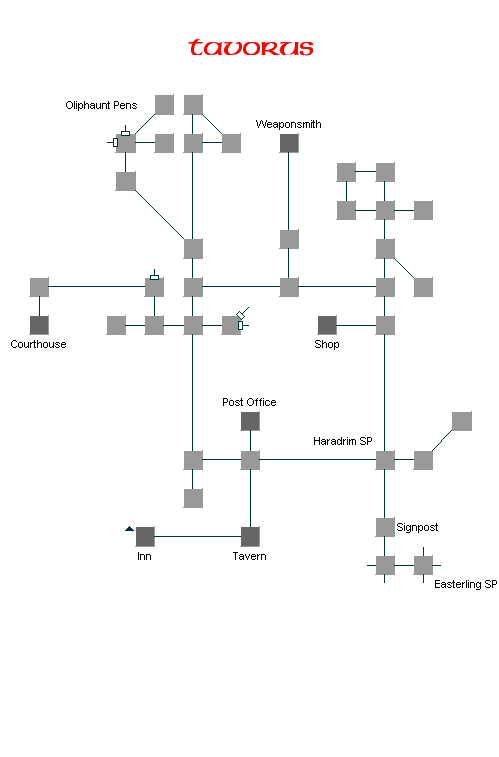 tavorus
Oliphaunt Pens
Weaponsmith
Courthouse
Shop
Post Office
Haradrim SP
Signpost
Inn
Tavern
Easterling SP